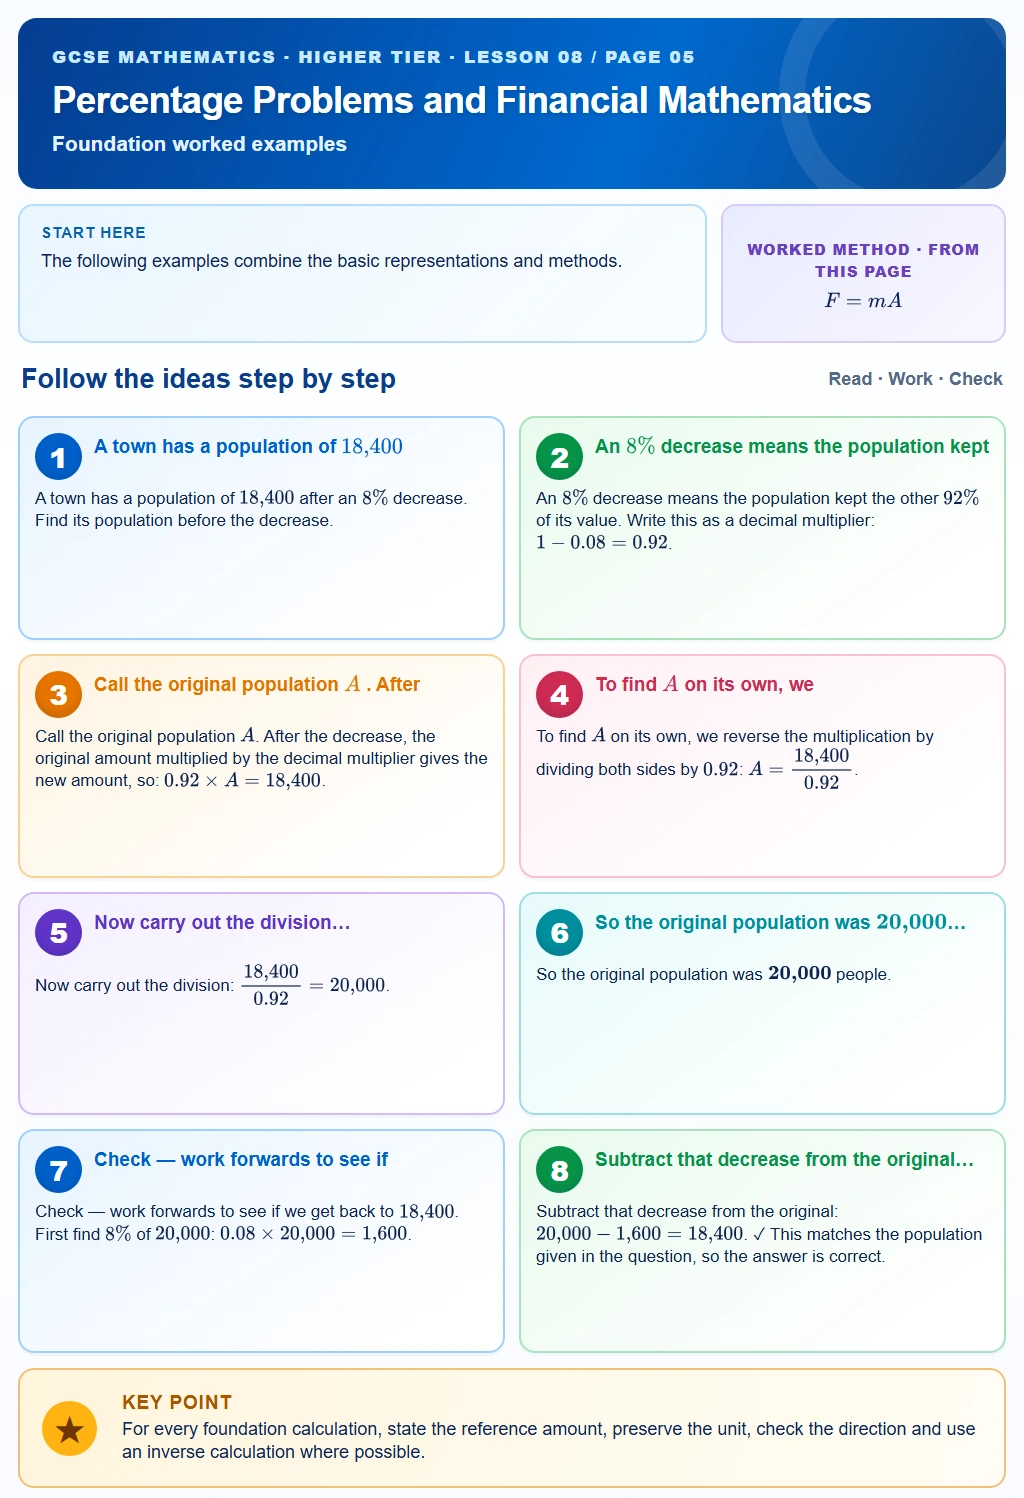 GCSE MATHEMATICS · HIGHER TIER · LESSON 08 / PAGE 05
Percentage Problems and Financial Mathematics
Foundation worked examples
START HERE
The following examples combine the basic representations and methods.
WORKED METHOD · FROM
THIS PAGE
F = mA
Follow the ideas step by step
Read · Work · Check
1 A town has a population of 18,400
A town has a population of 18,400 after an 8% decrease.
Find its population before the decrease.
2 An 8% decrease means the population kept
An 8% decrease means the population kept the other 92%
of its value. Write this as a decimal multiplier:
1 − 0.08 = 0.92.
3 Call the original population A . After
Call the original population A. After the decrease, the
original amount multiplied by the decimal multiplier gives the
new amount, so: 0.92 × A = 18,400.
4 To find A on its own, we
To find A on its own, we reverse the multiplication by
dividing both sides by 0.92: A = 18,400/0.92.
5 Now carry out the division…
Now carry out the division: 18,400/0.92 = 20,000.
6 So the original population was 20,000…
So the original population was 20,000 people.
7 Check — work forwards to see if
Check — work forwards to see if we get back to 18,400.
First find 8% of 20,000: 0.08 × 20,000 = 1,600.
8 Subtract that decrease from the original…
Subtract that decrease from the original:
20,000 − 1,600 = 18,400. ✓ This matches the population
given in the question, so the answer is correct.
KEY POINT
For every foundation calculation, state the reference amount, preserve the unit, check the direction and use
an inverse calculation where possible.